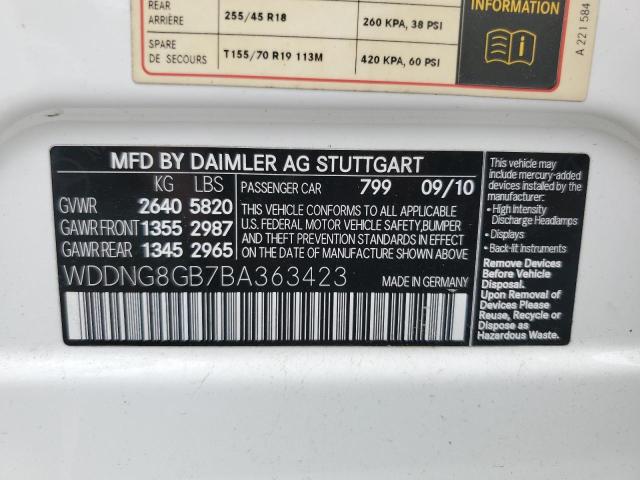 REAR
ARRIÈRE
255/45 R18
260 KPA, 38 PSI
SPARE
DE SECOURS
T155/70 R19 113M
420 KPA, 60 PSI
INFORMATION
A 221 584
MFD BY DAIMLER AG STUTTGART
KG LBS
PASSENGER CAR 799 09/10
GVWR 2640 5820
GAWR FRONT 1355 2987
GAWR REAR 1345 2965
THIS VEHICLE CONFORMS TO ALL APPLICABLE
U.S. FEDERAL MOTOR VEHICLE SAFETY,BUMPER
AND THEFT PREVENTION STANDARDS IN EFFECT
ON THE DATE OF MANUFACTURE SHOWN ABOVE.
WDDNG8GB7BA363423
MADE IN GERMANY
This vehicle may
include mercury-added
devices installed by the
manufacturer:
- High Intensity
Discharge Headlamps
- Displays
- Back-lit Instruments
Remove Devices
Before Vehicle
Disposal.
Upon Removal of
Devices Please
Reuse, Recycle or
Dispose as
Hazardous Waste.